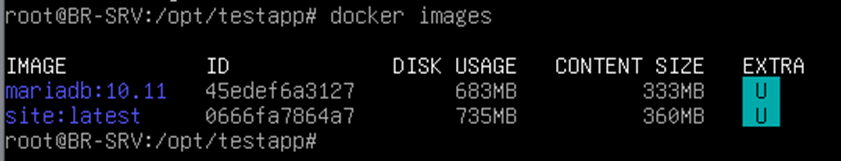 root@BR-SRV:/opt/testapp# docker images
IMAGE ID DISK USAGE CONTENT SIZE EXTRA
mariadb:10.11 45edef6a3127 683MB 333MB U
site:latest 0666fa7864a7 735MB 360MB U
root@BR-SRV:/opt/testapp#